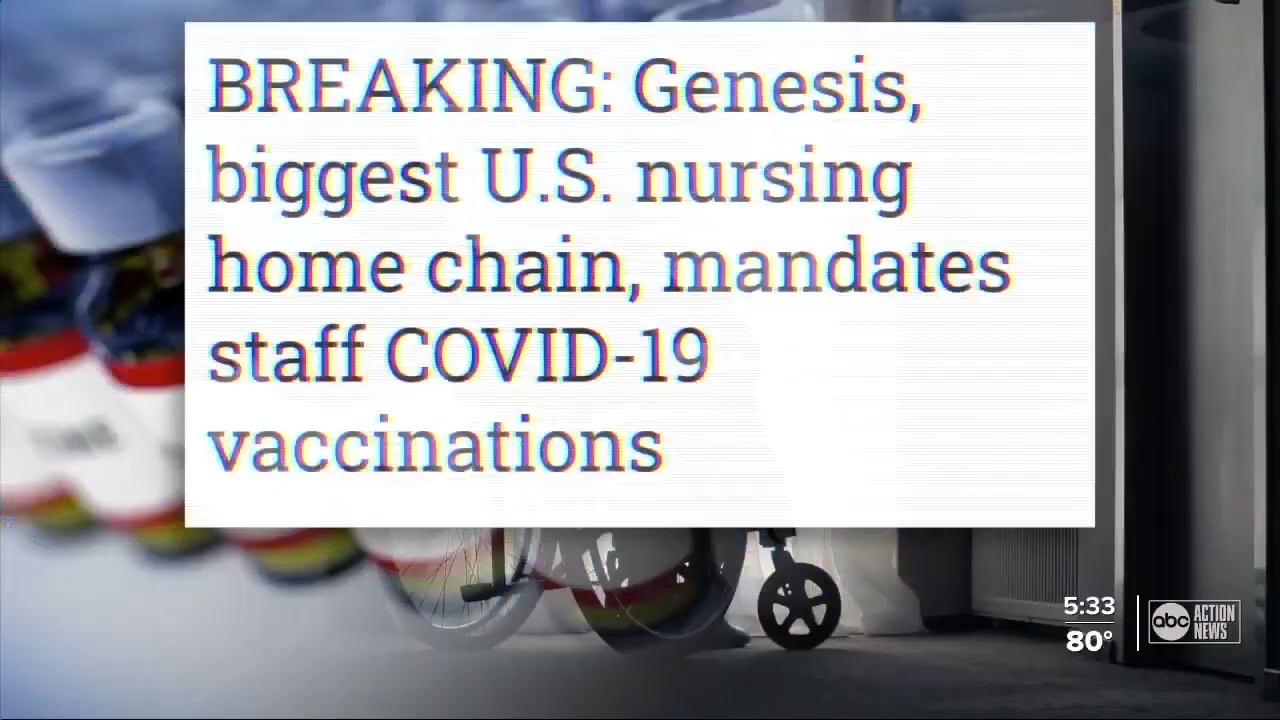 BREAKING: Genesis,
biggest U.S. nursing
home chain, mandates
staff COVID-19
vaccinations
5:33
80°
abc
ACTION
NEWS